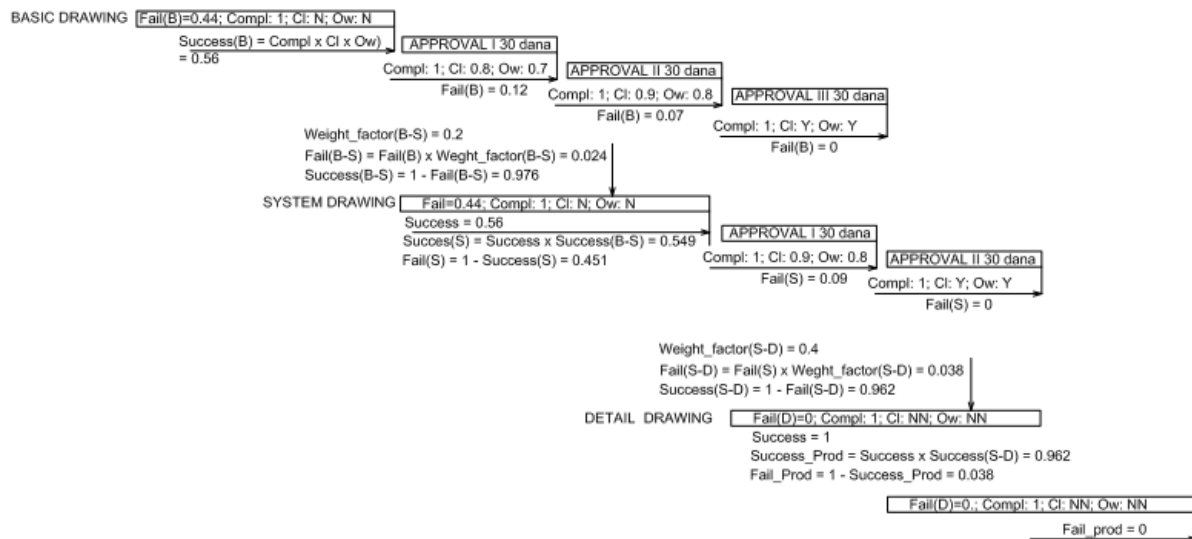 BASIC DRAWING
Fail(B)=0.44; Compl: 1; Cl: N; Ow: N
Success(B) = Compl x Cl x Ow)
= 0.56
APPROVAL I 30 dana
Compl: 1; Cl: 0.8; Ow: 0.7
Fail(B) = 0.12
APPROVAL II 30 dana
Compl: 1; Cl: 0.9; Ow: 0.8
Fail(B) = 0.07
APPROVAL III 30 dana
Compl: 1; Cl: Y; Ow: Y
Fail(B) = 0
Weight_factor(B-S) = 0.2
Fail(B-S) = Fail(B) x Weght_factor(B-S) = 0.024
Success(B-S) = 1 - Fail(B-S) = 0.976
SYSTEM DRAWING
Fail=0.44; Compl: 1; Cl: N; Ow: N
Success = 0.56
Succes(S) = Success x Success(B-S) = 0.549
Fail(S) = 1 - Success(S) = 0.451
APPROVAL I 30 dana
Compl: 1; Cl: 0.9; Ow: 0.8
Fail(S) = 0.09
APPROVAL II 30 dana
Compl: 1; Cl: Y; Ow: Y
Fail(S) = 0
Weight_factor(S-D) = 0.4
Fail(S-D) = Fail(S) x Weght_factor(S-D) = 0.038
Success(S-D) = 1 - Fail(S-D) = 0.962
DETAIL DRAWING
Fail(D)=0; Compl: 1; Cl: NN; Ow: NN
Success = 1
Success_Prod = Success x Success(S-D) = 0.962
Fail_Prod = 1 - Success_Prod = 0.038
Fail(D)=0.; Compl: 1; Cl: NN; Ow: NN
Fail_prod = 0